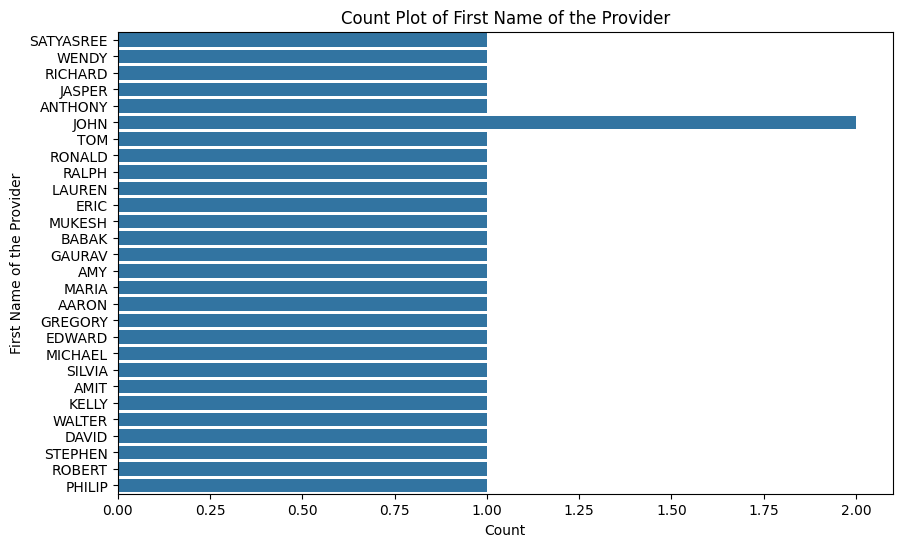 Count Plot of First Name of the Provider
First Name of the Provider
SATYASREE
WENDY
RICHARD
JASPER
ANTHONY
JOHN
TOM
RONALD
RALPH
LAUREN
ERIC
MUKESH
BABAK
GAURAV
AMY
MARIA
AARON
GREGORY
EDWARD
MICHAEL
SILVIA
AMIT
KELLY
WALTER
DAVID
STEPHEN
ROBERT
PHILIP
0.00 0.25 0.50 0.75 1.00 1.25 1.50 1.75 2.00
Count